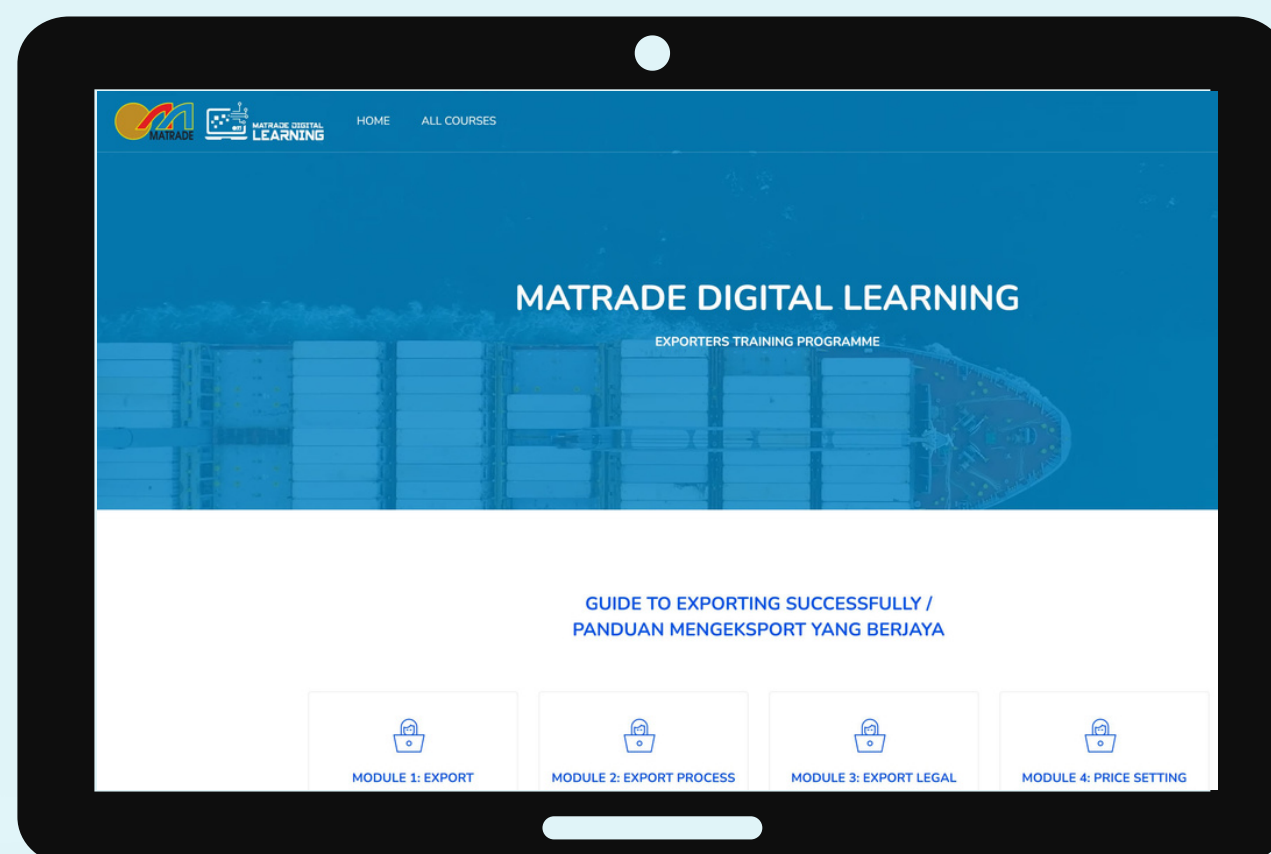 MATRADE
MATRADE DIGITAL
LEARNING
HOME
ALL COURSES
MATRADE DIGITAL LEARNING
EXPORTERS TRAINING PROGRAMME
GUIDE TO EXPORTING SUCCESSFULLY /
PANDUAN MENGEKSPORT YANG BERJAYA
MODULE 1: EXPORT
MODULE 2: EXPORT PROCESS
MODULE 3: EXPORT LEGAL
MODULE 4: PRICE SETTING